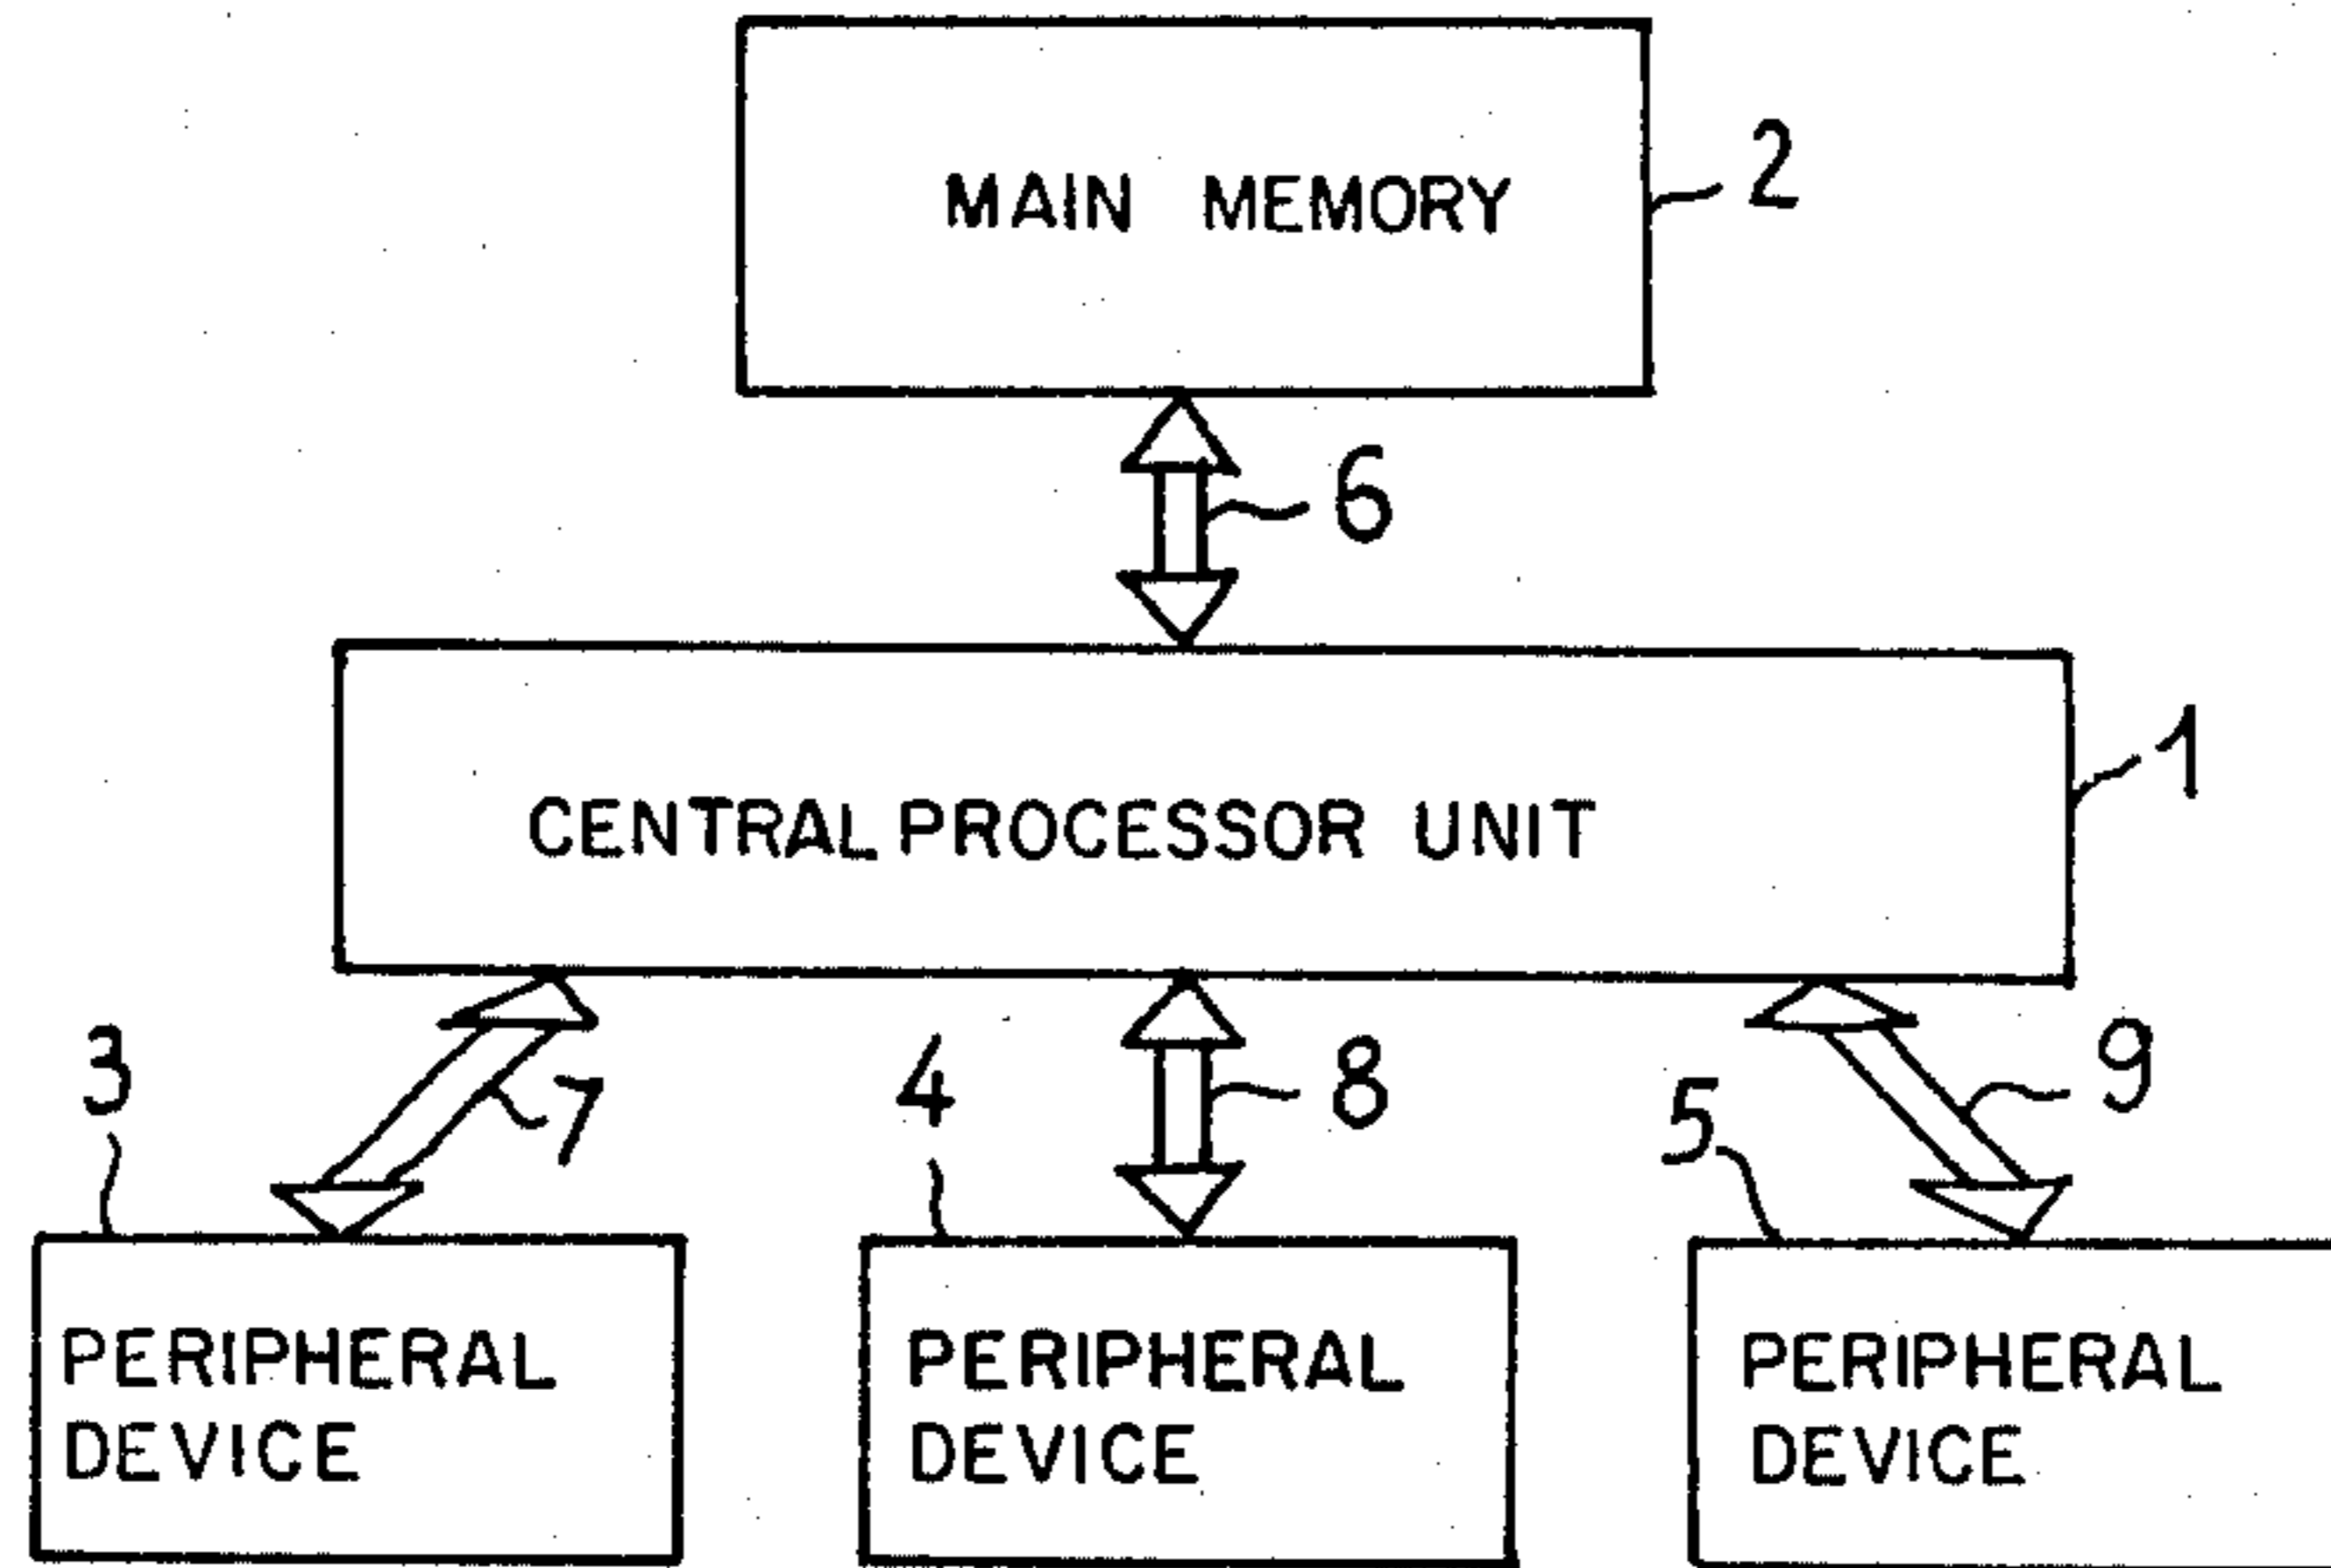 MAIN MEMORY
2
6
CENTRAL PROCESSOR UNIT
1
3
7
4
8
5
9
PERIPHERAL
DEVICE
PERIPHERAL
DEVICE
PERIPHERAL
DEVICE